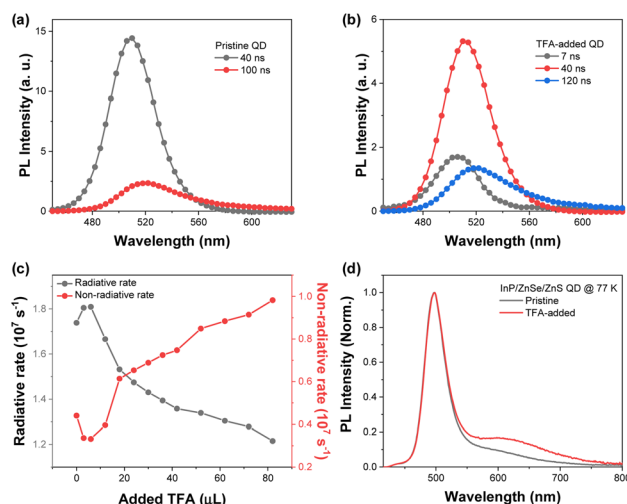 (a)
Pristine QD
40 ns
100 ns
15
10
5
0
480
520
560
600
PL Intensity (a. u.)
Wavelength (nm)
(b)
TFA-added QD
7 ns
40 ns
120 ns
6
4
2
0
450
480
520
560
600
PL Intensity (a. u.)
Wavelength (nm)
(c)
Radiative rate
Non-radiative rate
1.8
1.6
1.4
1.2
1.0
0.8
0.6
0.4
0.2
0
20
40
60
80
Radiative rate (10⁷ s⁻¹)
Non-radiative rate (10⁷ s⁻¹)
Added TFA (μL)
(d)
InP/ZnSe/ZnS QD @ 77 K
Pristine
TFA-added
1.0
0.8
0.6
0.4
0.2
0.0
500
600
700
800
PL Intensity (Norm.)
Wavelength (nm)